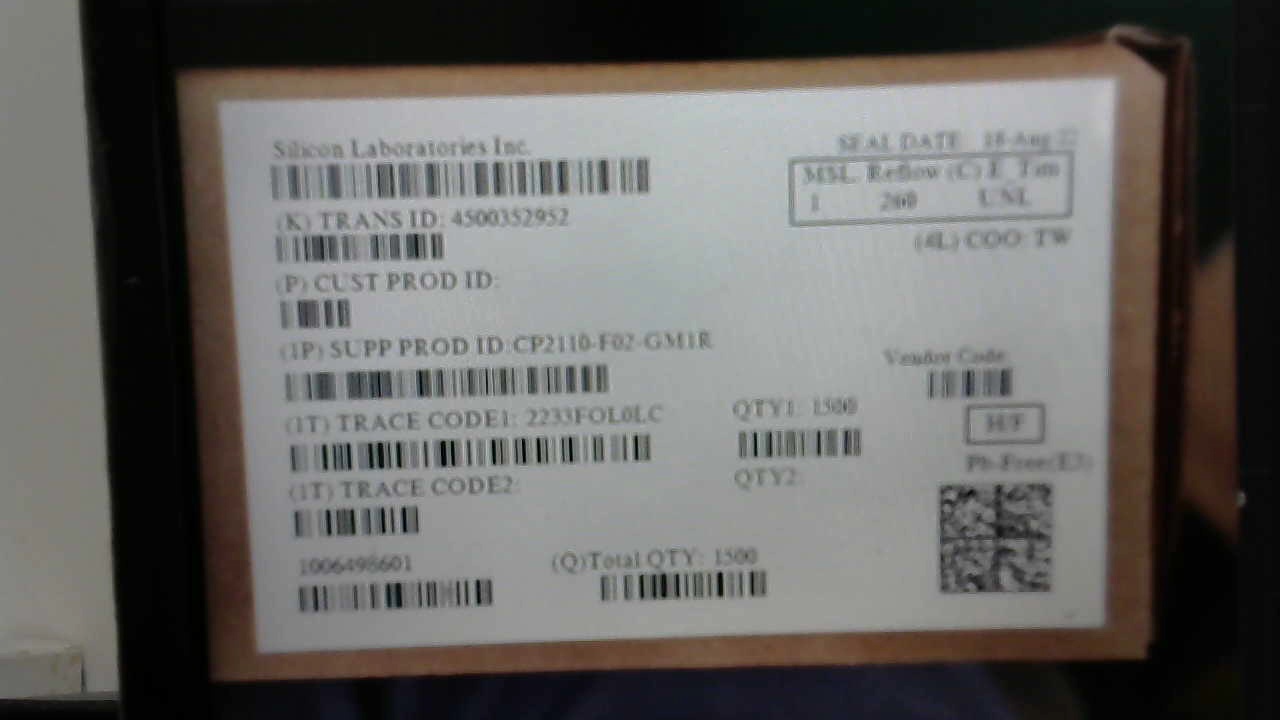 Silicon Laboratories Inc.
SEAL DATE 18-Aug-22
MSL Reflow (C) E_Tim
1 260 UNL
(K) TRANS ID: 4500352952
(4L) COO: TW
(P) CUST PROD ID:
(1P) SUPP PROD ID:CP2110-F02-GM1R
Vendor Code:
(1T) TRACE CODE1: 2233FOL0LC
QTY1: 1500
H/F
Pb-Free(E3)
(1T) TRACE CODE2:
QTY2:
1006498601
(Q)Total QTY: 1500